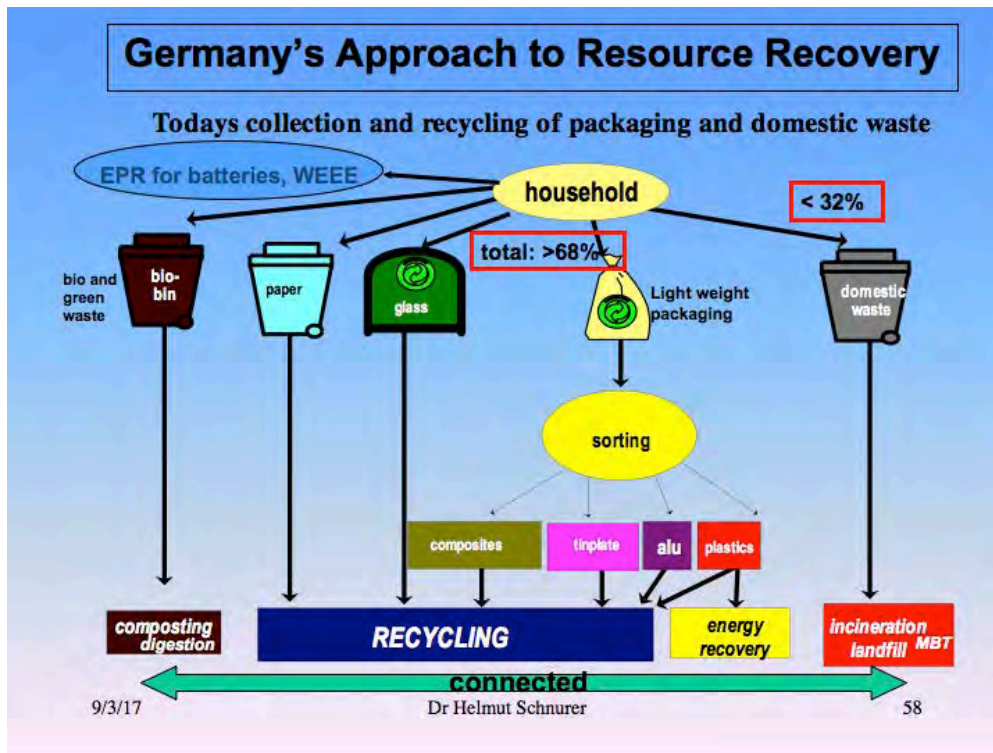 Germany's Approach to Resource Recovery
Todays collection and recycling of packaging and domestic waste
EPR for batteries, WEEE
household
< 32%
total: >68%
bio and
green
waste
bio-
bin
paper
glass
Light weight
packaging
domestic
waste
sorting
composites
tinplate
alu
plastics
composting
digestion
RECYCLING
energy
recovery
incineration
landfill MBT
connected
9/3/17
Dr Helmut Schnurer
58